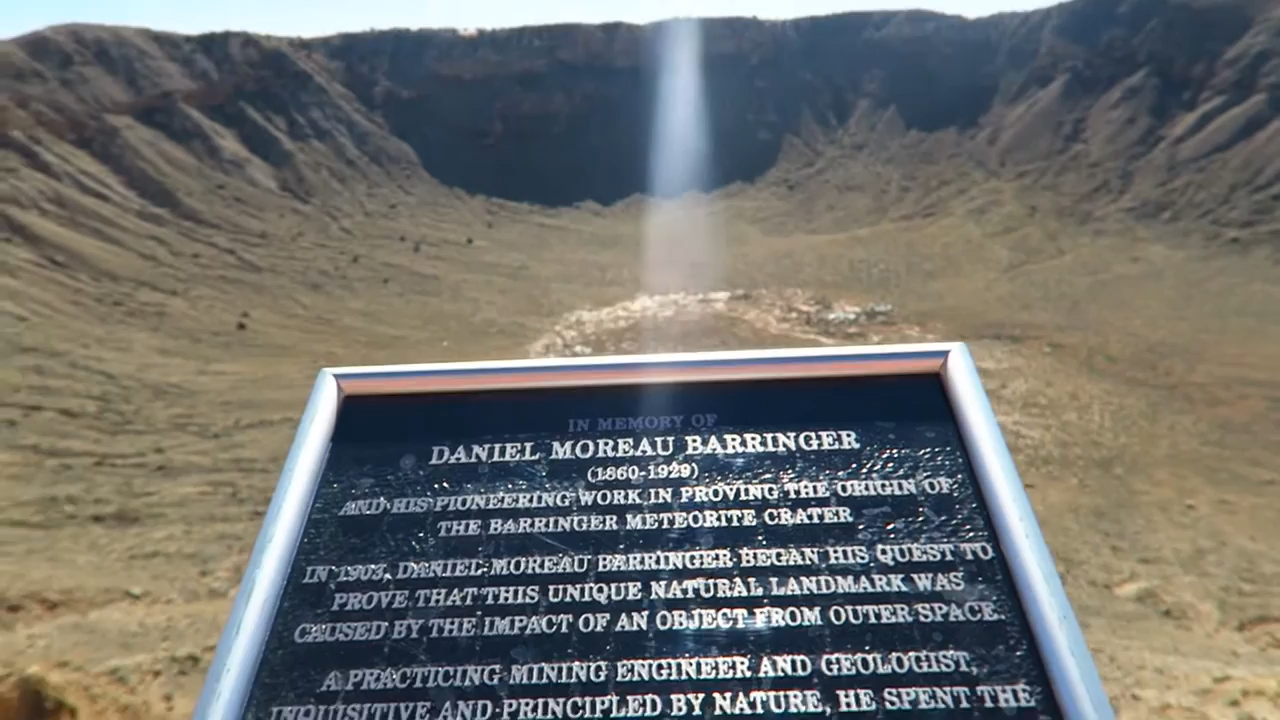 IN MEMORY OF
DANIEL MOREAU BARRINGER
(1860-1929)
AND HIS PIONEERING WORK IN PROVING THE ORIGIN OF
THE BARRINGER METEORITE CRATER
IN 1903, DANIEL MOREAU BARRINGER BEGAN HIS QUEST TO
PROVE THAT THIS UNIQUE NATURAL LANDMARK WAS
CAUSED BY THE IMPACT OF AN OBJECT FROM OUTER SPACE.
A PRACTICING MINING ENGINEER AND GEOLOGIST,
INQUISITIVE AND PRINCIPLED BY NATURE, HE SPENT THE